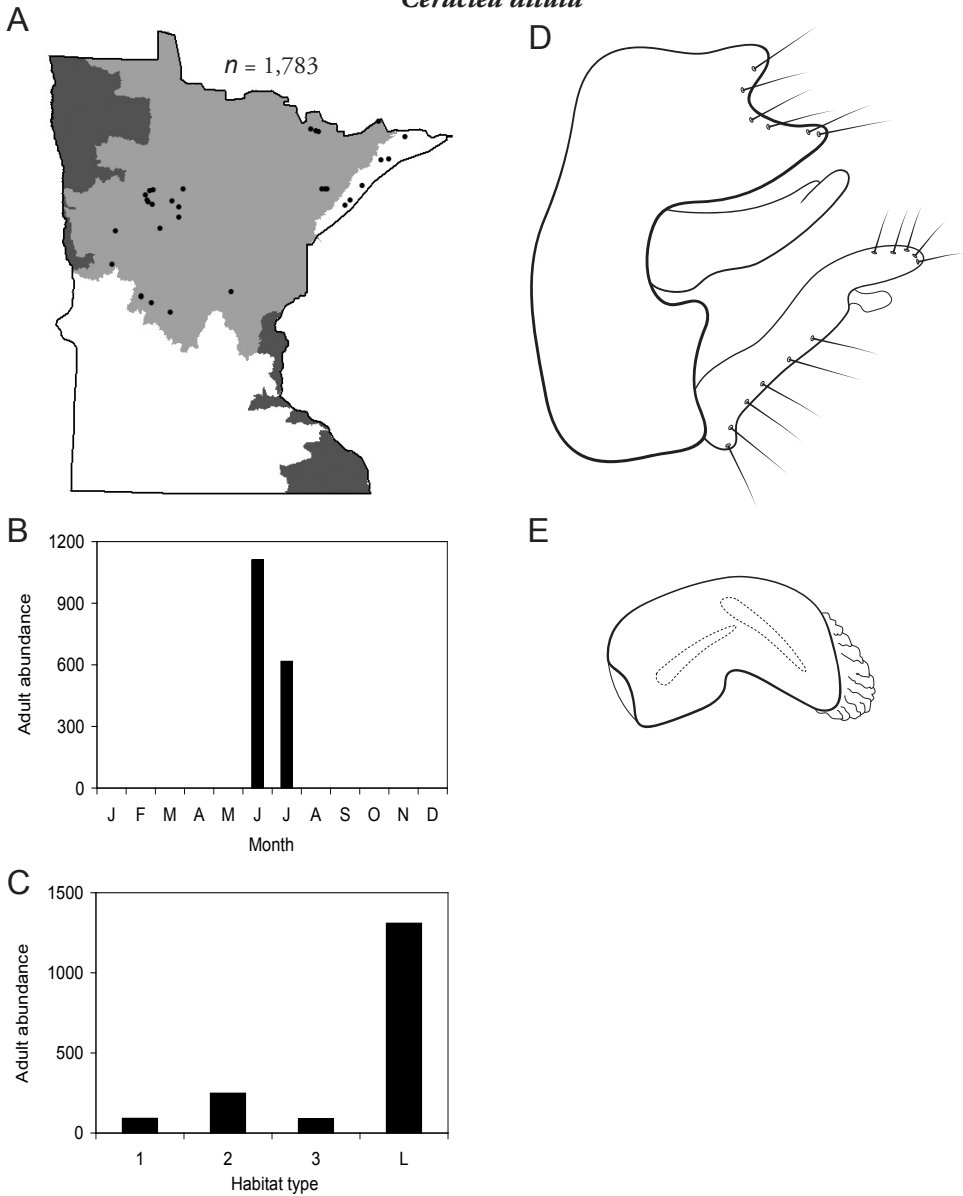 Ceraclea alluta
A
n = 1,783
D
B
1200
900
600
300
0
Adult abundance
J F M A M J J A S O N D
Month
E
C
1500
1000
500
0
Adult abundance
1 2 3 L
Habitat type